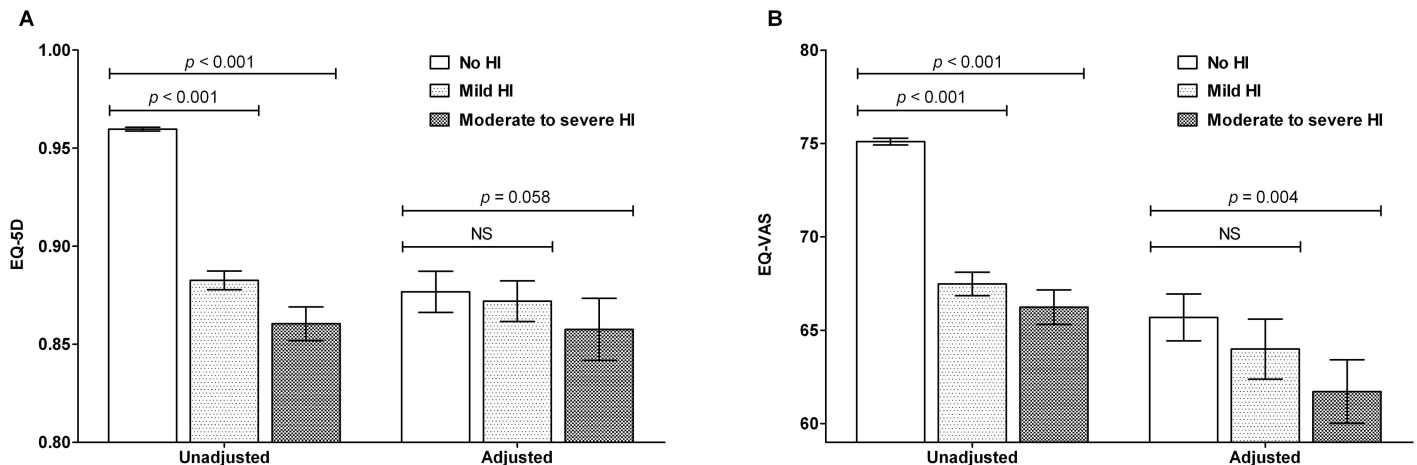 A
EQ-5D
1.00
0.95
0.90
0.85
0.80
p < 0.001
p < 0.001
No HI
Mild HI
Moderate to severe HI
p = 0.058
NS
Unadjusted
Adjusted
B
EQ-VAS
80
75
70
65
60
p < 0.001
p < 0.001
No HI
Mild HI
Moderate to severe HI
p = 0.004
NS
Unadjusted
Adjusted